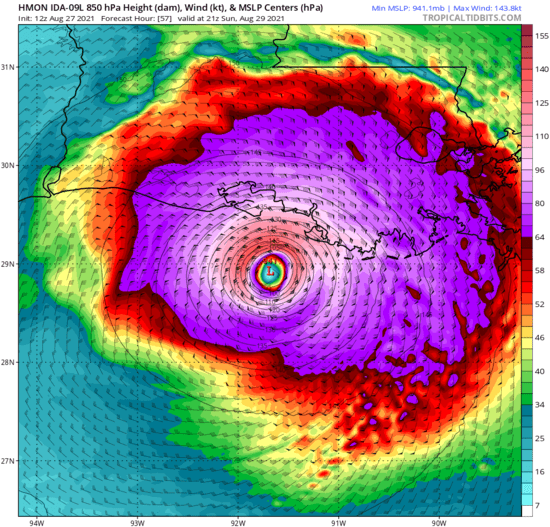 HMON IDA-09L 850 hPa Height (dam), Wind (kt), & MSLP Centers (hPa)
Min MSLP: 941.1mb | Max Wind: 143.8kt
Init: 12z Aug 27 2021 Forecast Hour: [57] valid at 21z Sun, Aug 29 2021
TROPICALTIDBITS.COM
31N
30N
29N
28N
27N
94W
93W
92W
91W
90W
L
155
140
125
110
96
80
64
58
52
46
40
34
25
16
7